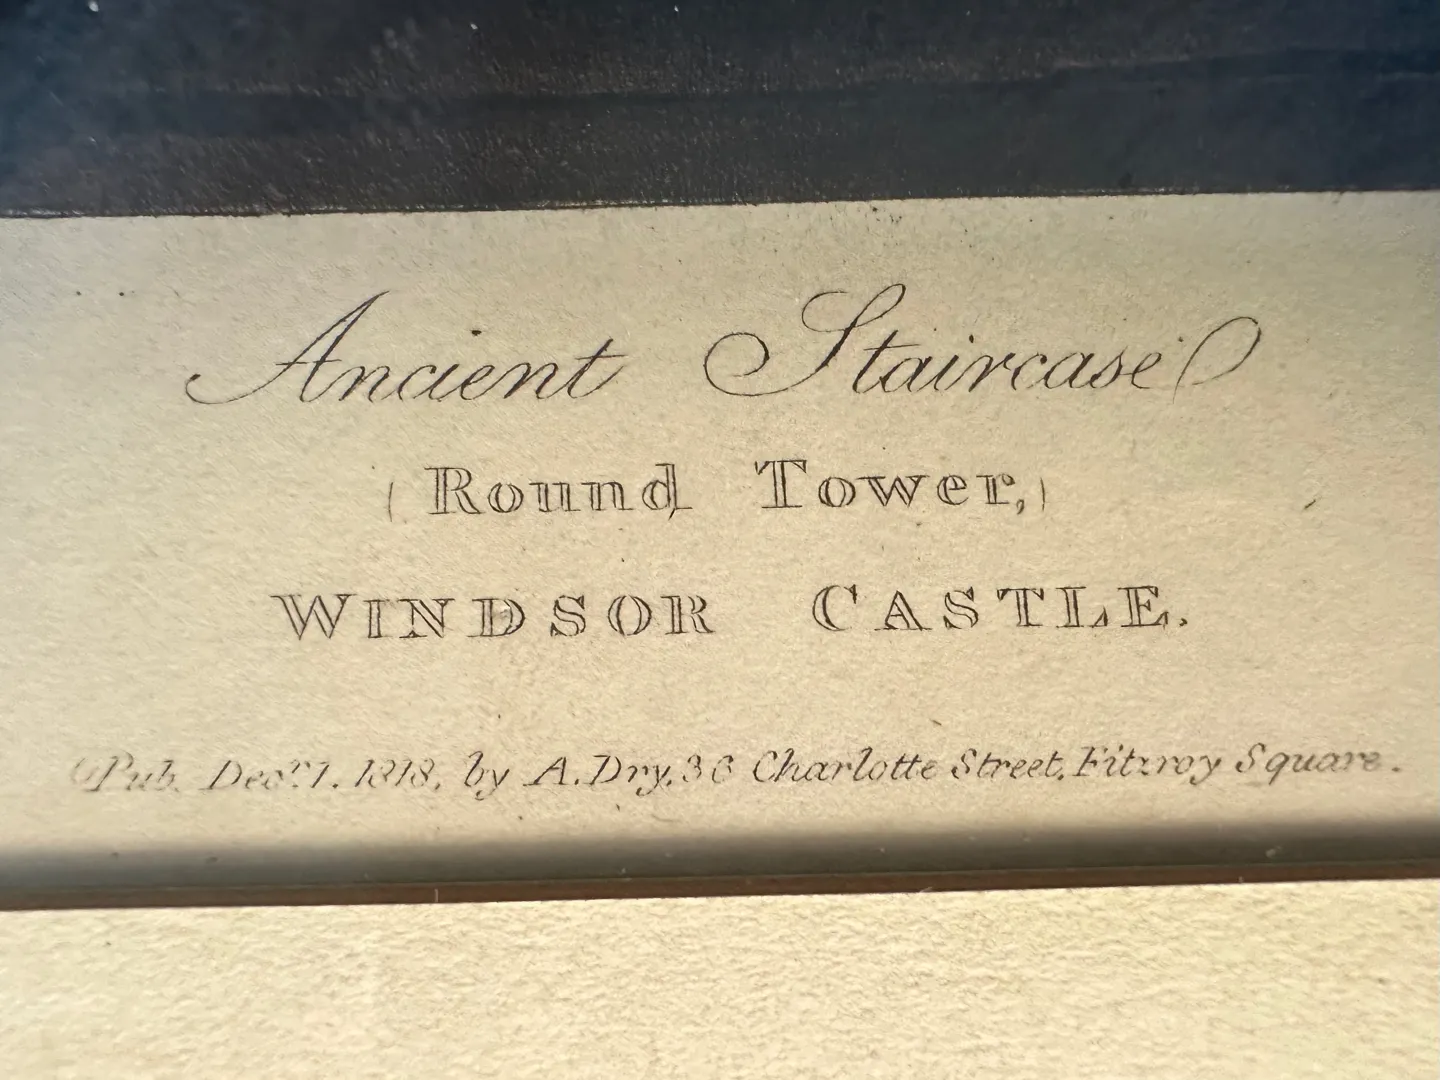 Ancient Staircase
(Round Tower,)
WINDSOR CASTLE.
Pub. Decr. 1. 1818, by A. Dry, 36 Charlotte Street, Fitzroy Square.